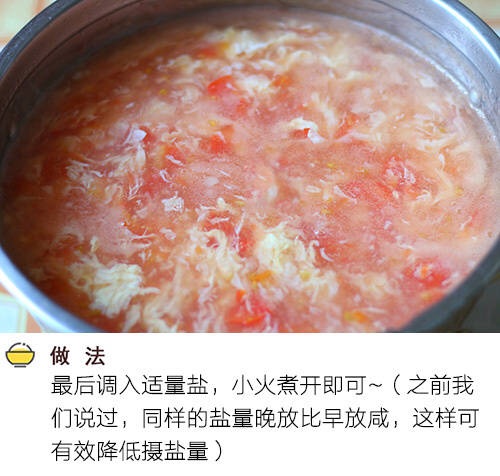 做 法
最后调入适量盐，小火煮开即可~（之前我
们说过，同样的盐量晚放比早放咸，这样可
有效降低摄盐量）